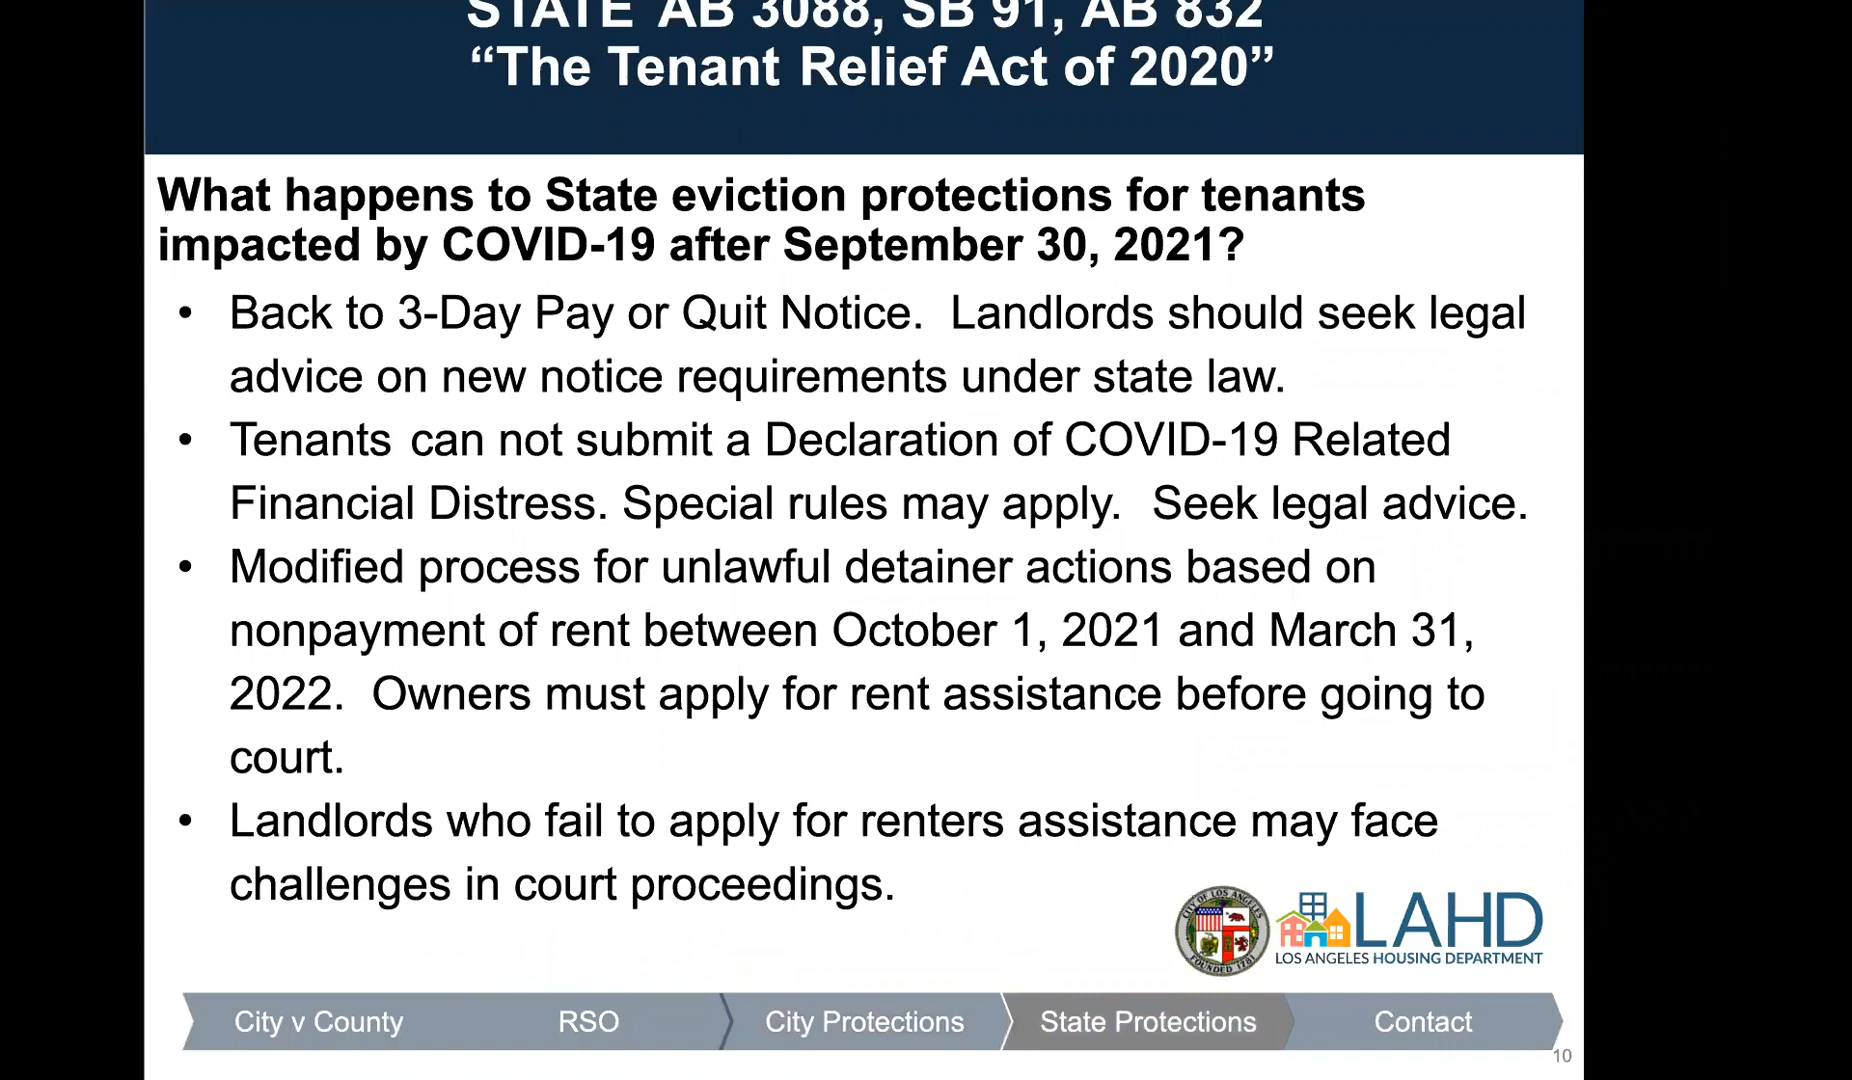 STATE AB 3088, SB 91, AB 832
“The Tenant Relief Act of 2020”
What happens to State eviction protections for tenants
impacted by COVID-19 after September 30, 2021?
• Back to 3-Day Pay or Quit Notice. Landlords should seek legal
advice on new notice requirements under state law.
• Tenants can not submit a Declaration of COVID-19 Related
Financial Distress. Special rules may apply. Seek legal advice.
• Modified process for unlawful detainer actions based on
nonpayment of rent between October 1, 2021 and March 31,
2022. Owners must apply for rent assistance before going to
court.
• Landlords who fail to apply for renters assistance may face
challenges in court proceedings.
CITY OF LOS ANGELES
FOUNDED 1781
LAHD
LOS ANGELES HOUSING DEPARTMENT
City v County
RSO
City Protections
State Protections
Contact
10